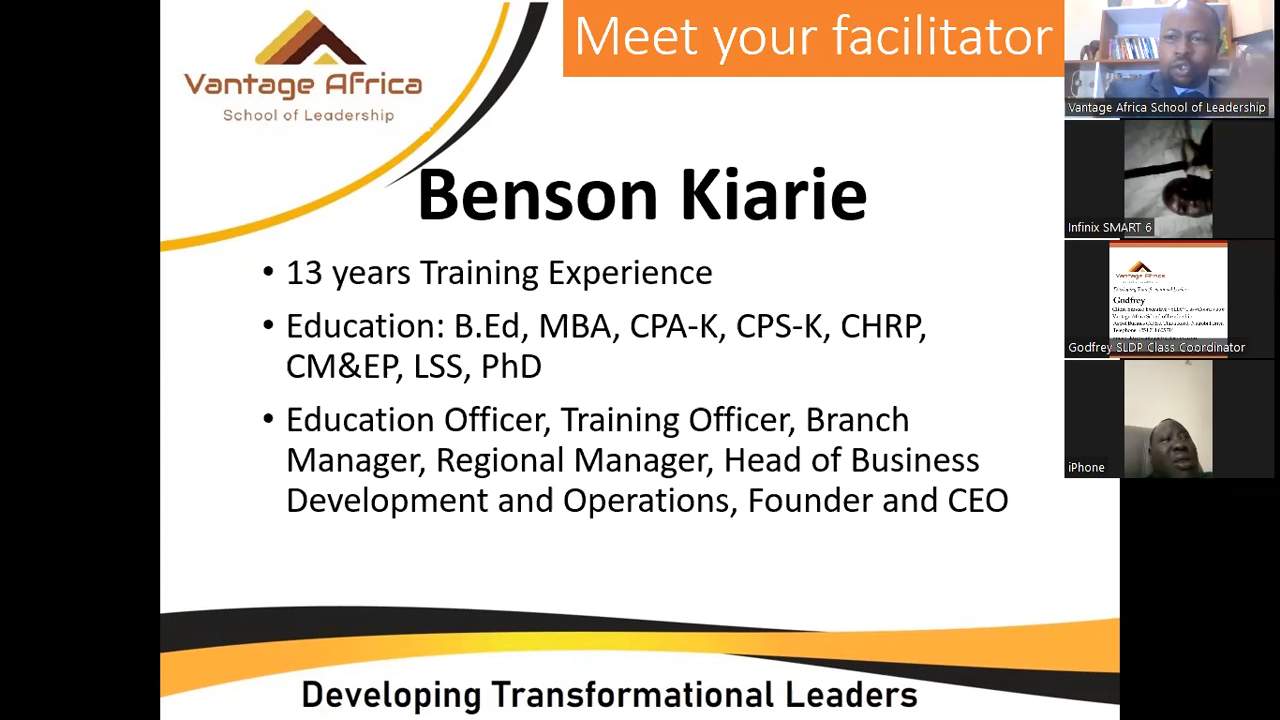 Meet your facilitator
Vantage Africa
School of Leadership
Benson Kiarie
• 13 years Training Experience
• Education: B.Ed, MBA, CPA-K, CPS-K, CHRP,
CM&EP, LSS, PhD
• Education Officer, Training Officer, Branch
Manager, Regional Manager, Head of Business
Development and Operations, Founder and CEO
Developing Transformational Leaders
Vantage Africa School of Leadership
Infinix SMART 6
Vantage Africa
Godfrey
Godfrey SLDP Class Coordinator
iPhone